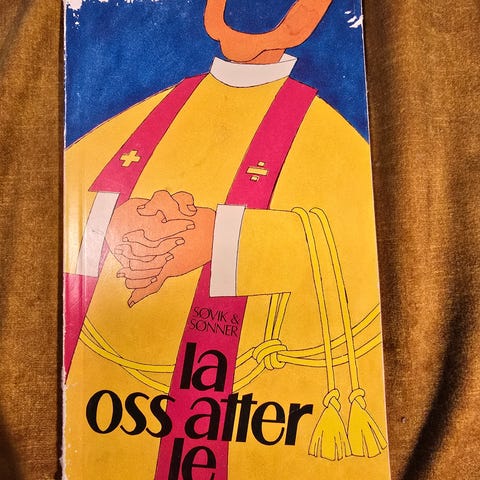 SØVIK &
SØNNER
la
oss atter
le